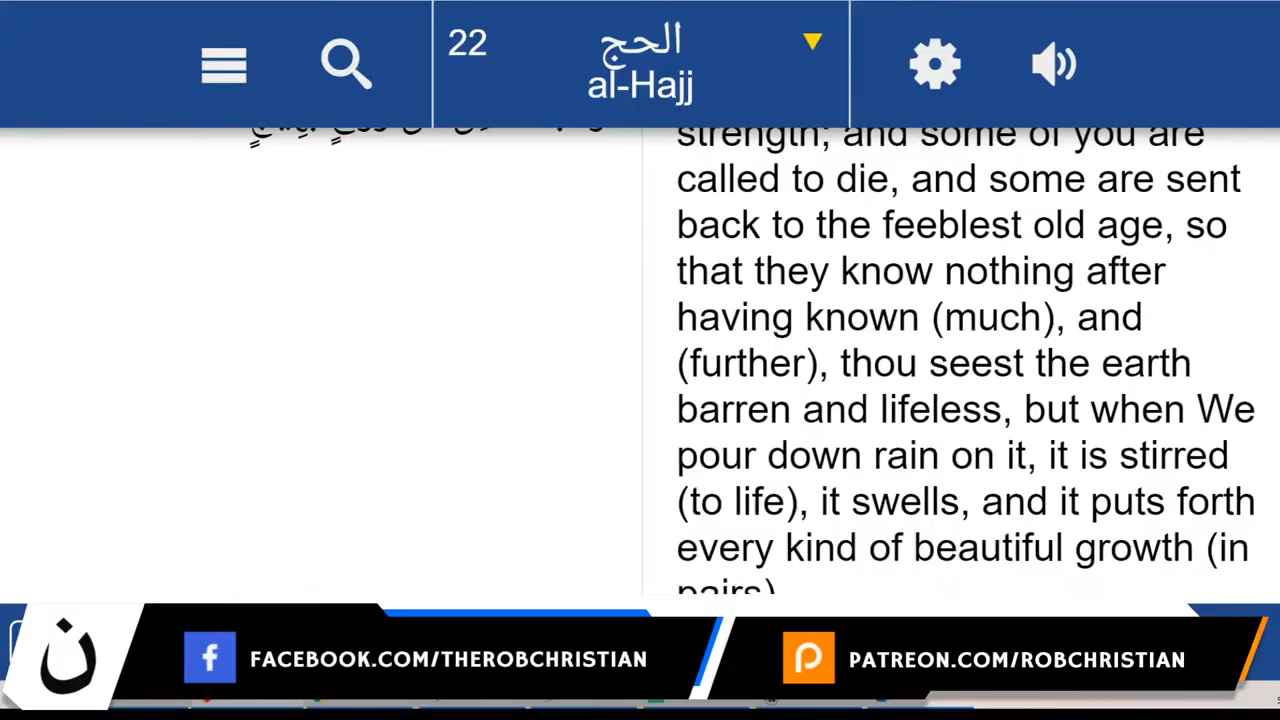 22
الحج
al-Hajj
strength; and some of you are
called to die, and some are sent
back to the feeblest old age, so
that they know nothing after
having known (much), and
(further), thou seest the earth
barren and lifeless, but when We
pour down rain on it, it is stirred
(to life), it swells, and it puts forth
every kind of beautiful growth (in
pairs)
ن
FACEBOOK.COM/THEROBCHRISTIAN
PATREON.COM/ROBCHRISTIAN